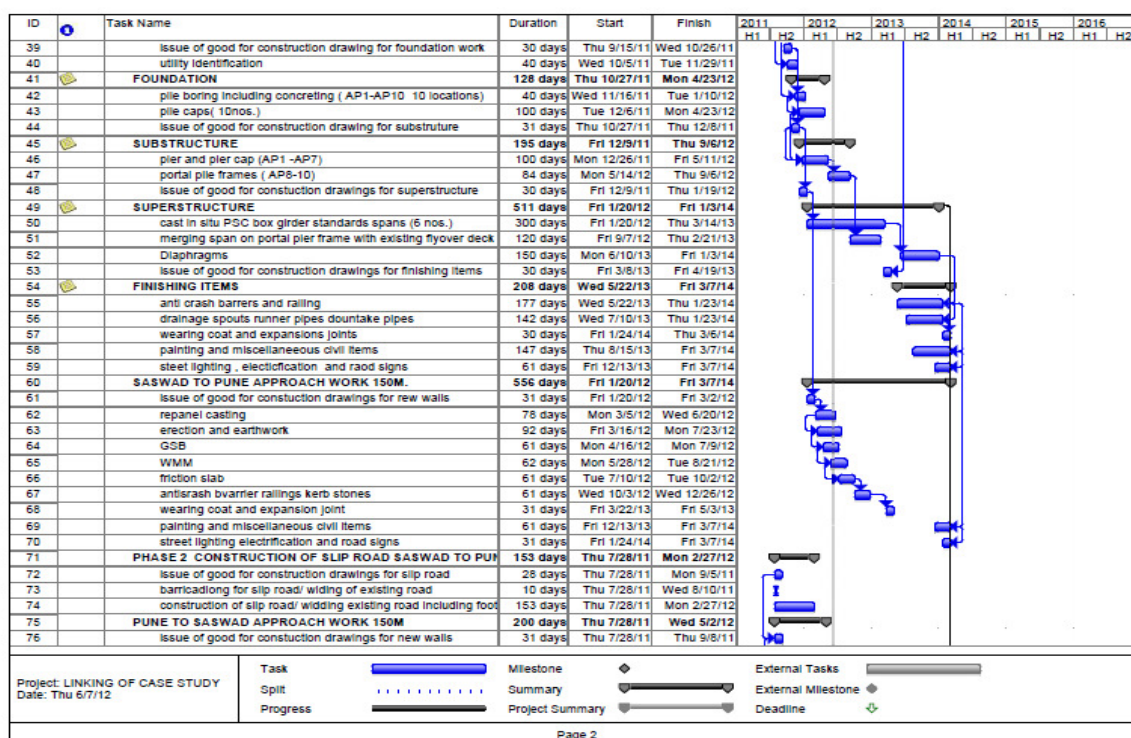 ID Task Name Duration Start Finish 2011 2012 2013 2014 2015 2016
H1 H2 H1 H2 H1 H2 H1 H2 H1 H2 H1 H2
39 Issue of good for construction drawing for foundation work 30 days Thu 9/15/11 Wed 10/26/11
40 utility identification 40 days Wed 10/5/11 Tue 11/29/11
41 FOUNDATION 128 days Thu 10/27/11 Mon 4/23/12
42 pile boring including concreting ( AP1-AP10 10 locations) 40 days Wed 11/16/11 Tue 1/10/12
43 pile caps( 10nos.) 100 days Tue 12/6/11 Mon 4/23/12
44 Issue of good for construction drawing for substruture 31 days Thu 10/27/11 Thu 12/8/11
45 SUBSTRUCTURE 195 days Fri 12/9/11 Thu 9/6/12
46 pier and pier cap (AP1 -AP7) 100 days Mon 12/26/11 Fri 5/11/12
47 portal pile frames ( AP8-10) 84 days Mon 5/14/12 Thu 9/6/12
48 Issue of good for constuction drawings for superstructure 30 days Fri 12/9/11 Thu 1/19/12
49 SUPERSTRUCTURE 511 days Fri 1/20/12 Fri 1/3/14
50 cast in situ PSC box girder standards spans (6 nos.) 300 days Fri 1/20/12 Thu 3/14/13
51 merging span on portal pier frame with existing flyover deck 120 days Fri 9/7/12 Thu 2/21/13
52 Diaphragms 150 days Mon 6/10/13 Fri 1/3/14
53 Issue of good for construction drawings for finishing items 30 days Fri 3/8/13 Fri 4/19/13
54 FINISHING ITEMS 208 days Wed 5/22/13 Fri 3/7/14
55 anti crash barrers and railing 177 days Wed 5/22/13 Thu 1/23/14
56 drainage spouts runner pipes dountake pipes 142 days Wed 7/10/13 Thu 1/23/14
57 wearing coat and expansions joints 30 days Fri 1/24/14 Thu 3/6/14
58 painting and miscellaneeous civil items 147 days Thu 8/15/13 Fri 3/7/14
59 steet lighting , electicfication and raod signs 61 days Fri 12/13/13 Fri 3/7/14
60 SASWAD TO PUNE APPROACH WORK 150M. 556 days Fri 1/20/12 Fri 3/7/14
61 Issue of good for constuction drawings for new walls 31 days Fri 1/20/12 Fri 3/2/12
62 repanel casting 78 days Mon 3/5/12 Wed 6/20/12
63 erection and earthwork 92 days Fri 3/16/12 Mon 7/23/12
64 GSB 61 days Mon 4/16/12 Mon 7/9/12
65 WMM 62 days Mon 5/28/12 Tue 8/21/12
66 friction slab 61 days Tue 7/10/12 Tue 10/2/12
67 antisrash bvarrier railings kerb stones 61 days Wed 10/3/12 Wed 12/26/12
68 wearing coat and expansion joint 31 days Fri 3/22/13 Fri 5/3/13
69 painting and miscellaneous civil items 61 days Fri 12/13/13 Fri 3/7/14
70 street lighting electrification and road signs 31 days Fri 1/24/14 Fri 3/7/14
71 PHASE 2 CONSTRUCTION OF SLIP ROAD SASWAD TO PUN 153 days Thu 7/28/11 Mon 2/27/12
72 Issue of good for construction drawings for slip road 28 days Thu 7/28/11 Mon 9/5/11
73 barricadiong for slip road/ widing of existing road 10 days Thu 7/28/11 Wed 8/10/11
74 construction of slip road/ widding existing road including foot 153 days Thu 7/28/11 Mon 2/27/12
75 PUNE TO SASWAD APPROACH WORK 150M 200 days Thu 7/28/11 Wed 5/2/12
76 Issue of good for constuction drawings for new walls 31 days Thu 7/28/11 Thu 9/8/11
Project: LINKING OF CASE STUDY
Date: Thu 6/7/12
Task Milestone External Tasks
Split Summary External Milestone
Progress Project Summary Deadline
Page 2